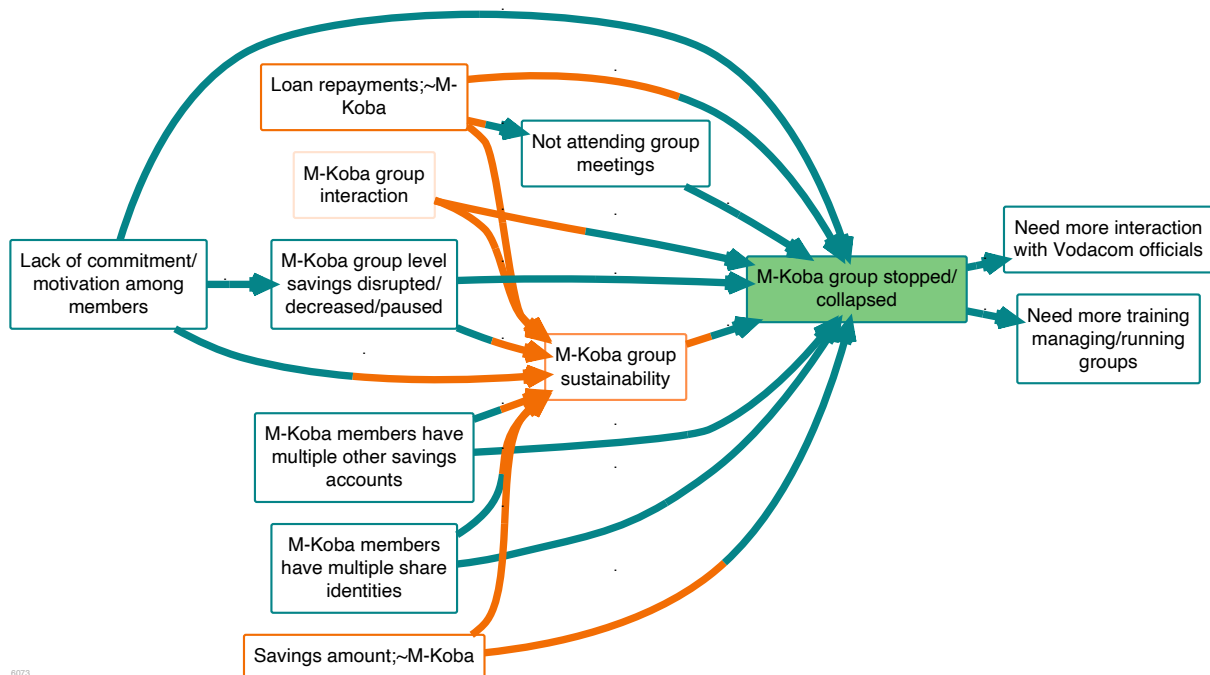 Loan repayments;~M-
Koba
Not attending group
meetings
M-Koba group
interaction
Need more interaction
with Vodacom officials
Lack of commitment/
motivation among
members
M-Koba group level
savings disrupted/
decreased/paused
M-Koba group stopped/
collapsed
Need more training
managing/running
groups
M-Koba group
sustainability
M-Koba members have
multiple other savings
accounts
M-Koba members
have multiple share
identities
Savings amount;~M-Koba
6073